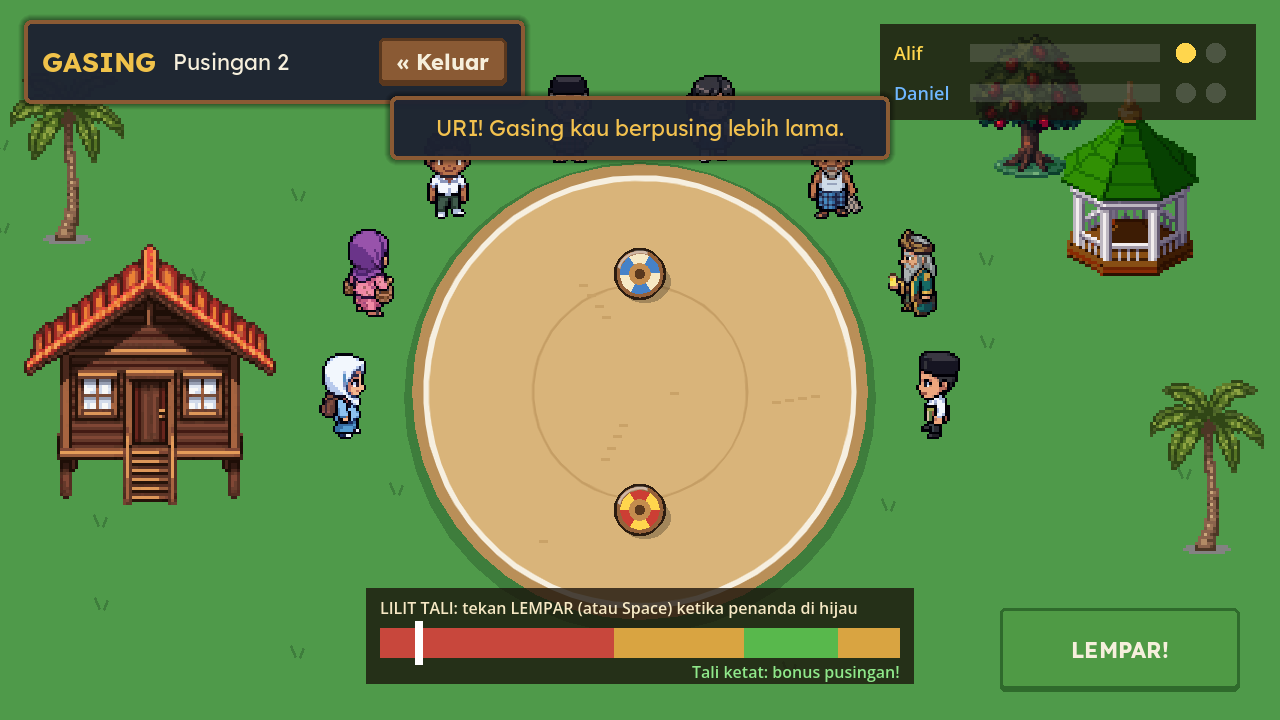 GASING Pusingan 2 « Keluar
Alif
Daniel
URI! Gasing kau berpusing lebih lama.
LILIT TALI: tekan LEMPAR (atau Space) ketika penanda di hijau
Tali ketat: bonus pusingan!
LEMPAR!